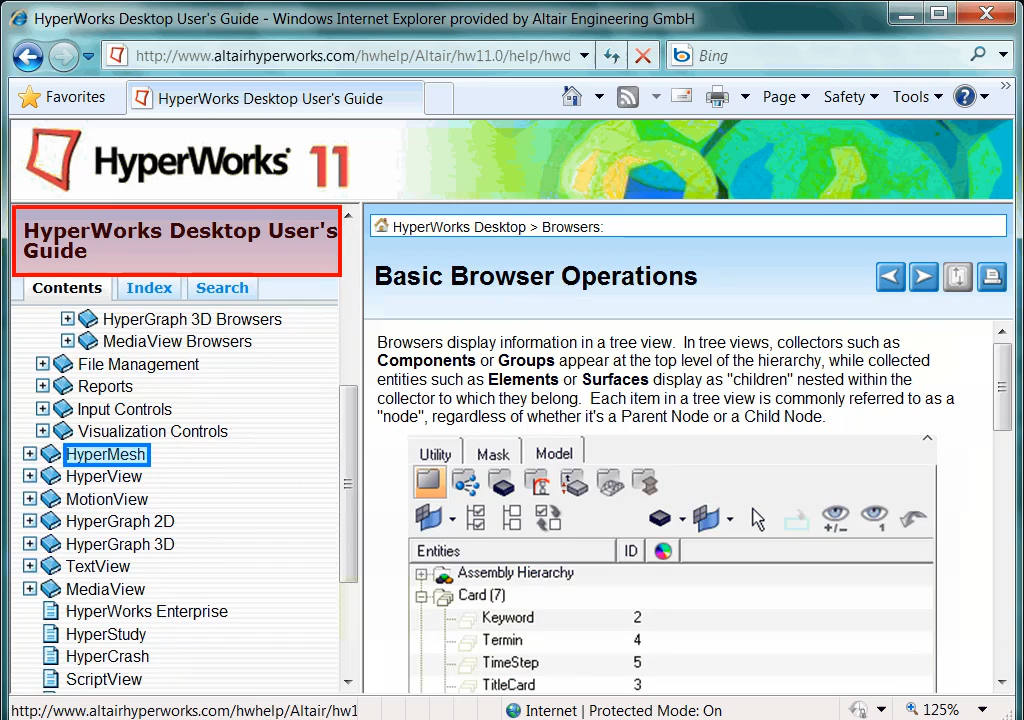 HyperWorks Desktop User's Guide - Windows Internet Explorer provided by Altair Engineering GmbH
http://www.altairhyperworks.com/hwhelp/Altair/hw11.0/help/hwd
Bing
Favorites
HyperWorks Desktop User's Guide
Page
Safety
Tools
HyperWorks 11
HyperWorks Desktop User's
Guide
Contents
Index
Search
HyperGraph 3D Browsers
MediaView Browsers
File Management
Reports
Input Controls
Visualization Controls
HyperMesh
HyperView
MotionView
HyperGraph 2D
HyperGraph 3D
TextView
MediaView
HyperWorks Enterprise
HyperStudy
HyperCrash
ScriptView
HyperWorks Desktop > Browsers:
Basic Browser Operations
Browsers display information in a tree view.  In tree views, collectors such as
Components or Groups appear at the top level of the hierarchy, while collected
entities such as Elements or Surfaces display as "children" nested within the
collector to which they belong.  Each item in a tree view is commonly referred to as a
"node", regardless of whether it's a Parent Node or a Child Node.
Utility Mask Model
+/- 1
Entities ID
Assembly Hierarchy
Card (7)
Keyword 2
Termin 4
TimeStep 5
TitleCard 3
http://www.altairhyperworks.com/hwhelp/Altair/hw1
Internet | Protected Mode: On
125%